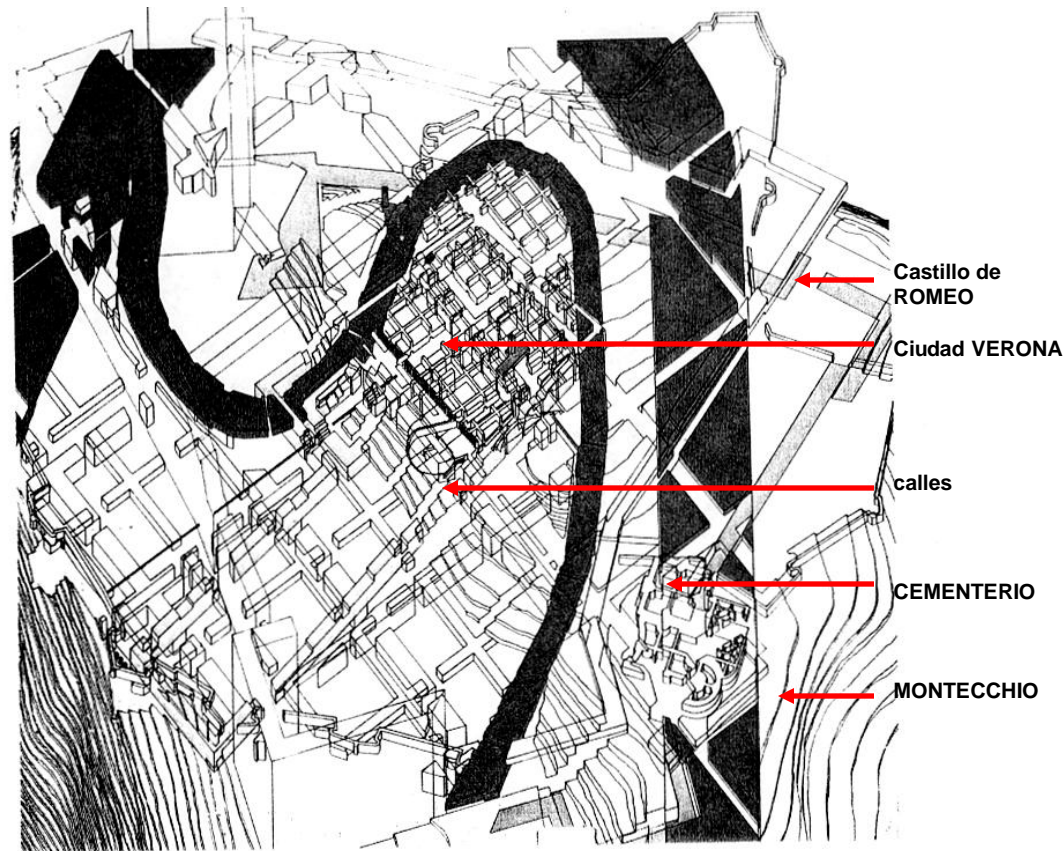 Castillo de
ROMEO
Ciudad VERONA
calles
CEMENTERIO
MONTECCHIO